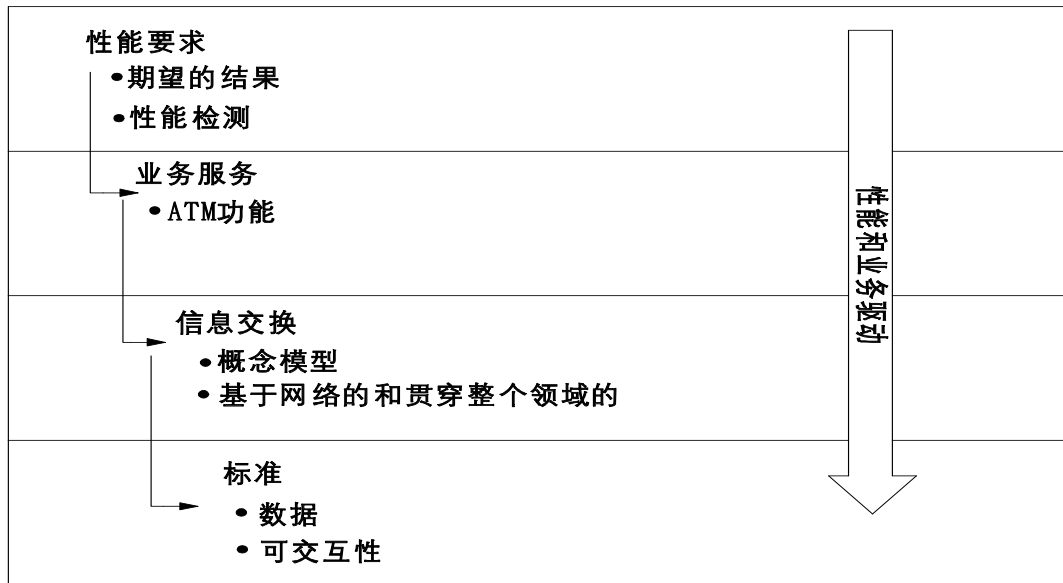 性能要求
•期望的结果
•性能检测
业务服务
•ATM功能
信息交换
•概念模型
•基于网络的和贯穿整个领域的
标准
•数据
•可交互性
性能和业务驱动